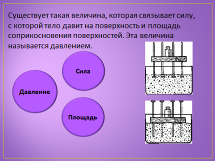 Существует такая величина, которая связывает силу,
с которой тело давит на поверхность и площадь
соприкосновения поверхностей. Эта величина
называется давлением.
Сила
Давление
Площадь